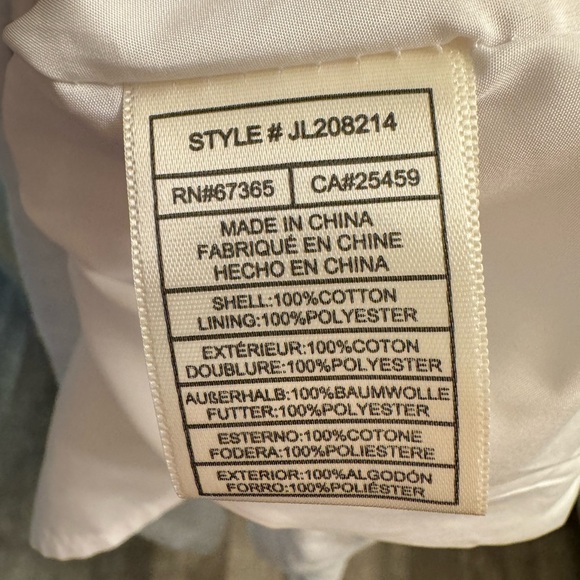 STYLE # JL208214
RN#67365 CA#25459
MADE IN CHINA
FABRIQUÉ EN CHINE
HECHO EN CHINA
SHELL:100%COTTON
LINING:100%POLYESTER
EXTÉRIEUR:100%COTON
DOUBLURE:100%POLYESTER
AUßERHALB:100%BAUMWOLLE
FUTTER:100%POLYESTER
ESTERNO:100%COTONE
FODERA:100%POLIESTERE
EXTERIOR:100%ALGODÓN
FORRO:100%POLIÉSTER